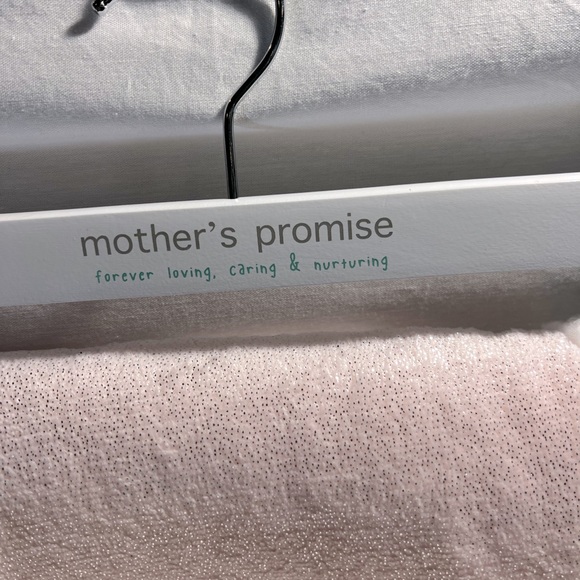 mother's promise
forever loving, caring & nurturing